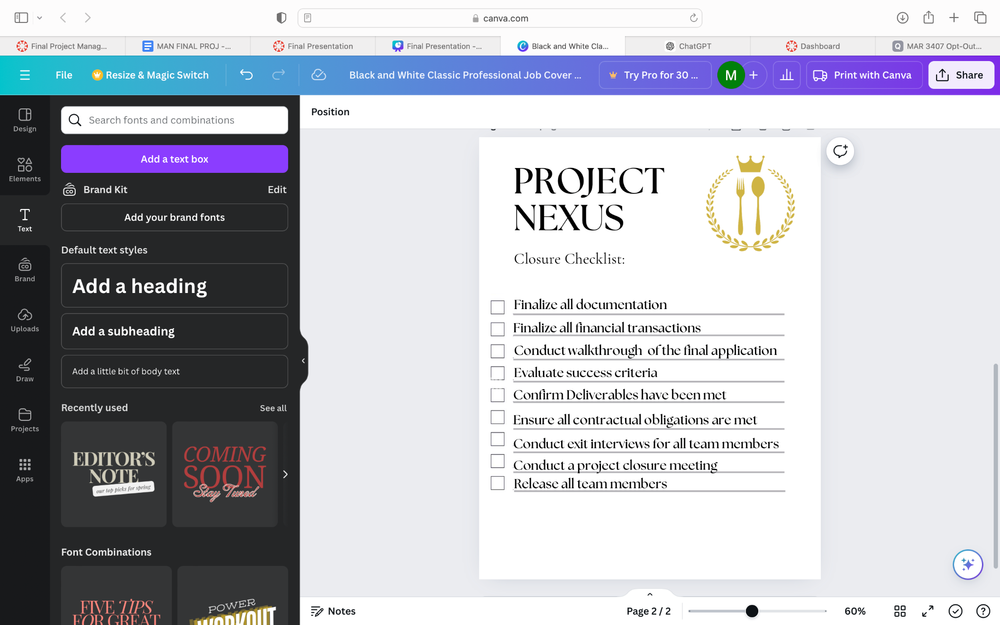 canva.com
Final Project Manag...
MAN FINAL PROJ -...
Final Presentation
Final Presentation -...
Black and White Cla...
ChatGPT
Dashboard
Q
MAR 3407 Opt-Out...
File
Resize & Magic Switch
Black and White Classic Professional Job Cover ...
Try Pro for 30 ...
M
Print with Canva
Share
Design
Elements
Text
Brand
Uploads
Draw
Projects
Apps
Search fonts and combinations
Add a text box
Brand Kit
Edit
Add your brand fonts
Default text styles
Add a heading
Add a subheading
Add a little bit of body text
Recently used
See all
EDITOR'S
NOTE
our top picks for spring
COMING
SOON
Stay Tuned
Font Combinations
FIVE TIPS
FOR GREAT
POWER
WORKOUT
Position
PROJECT
NEXUS
Closure Checklist:
Finalize all documentation
Finalize all financial transactions
Conduct walkthrough  of the final application
Evaluate success criteria
Confirm Deliverables have been met
Ensure all contractual obligations are met
Conduct exit interviews for all team members
Conduct a project closure meeting
Release all team members
Notes
Page 2 / 2
60%